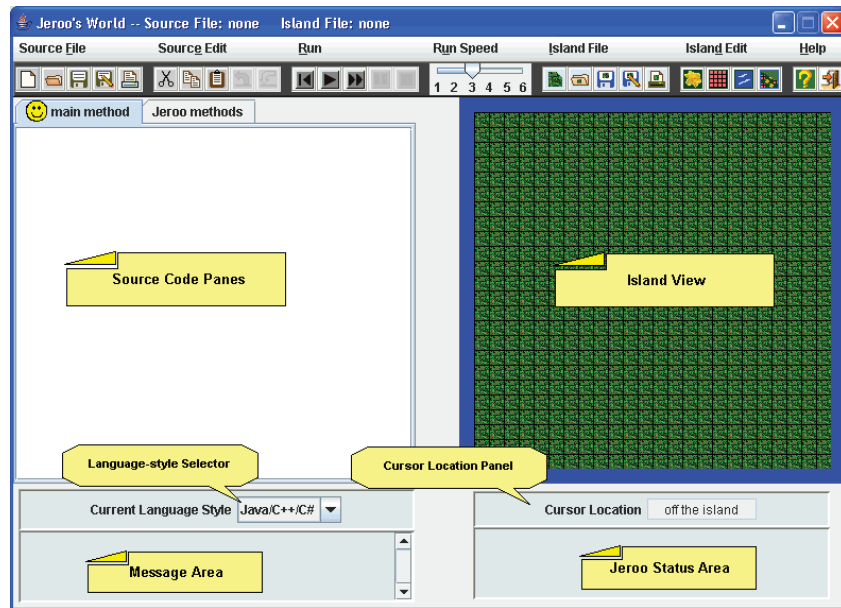 Jeroo's World -- Source File: none Island File: none
Source File Source Edit Run Run Speed Island File Island Edit Help
1 2 3 4 5 6
main method Jeroo methods
Source Code Panes
Island View
Language-style Selector
Cursor Location Panel
Current Language Style Java/C++/C#
Cursor Location off the island
Message Area
Jeroo Status Area